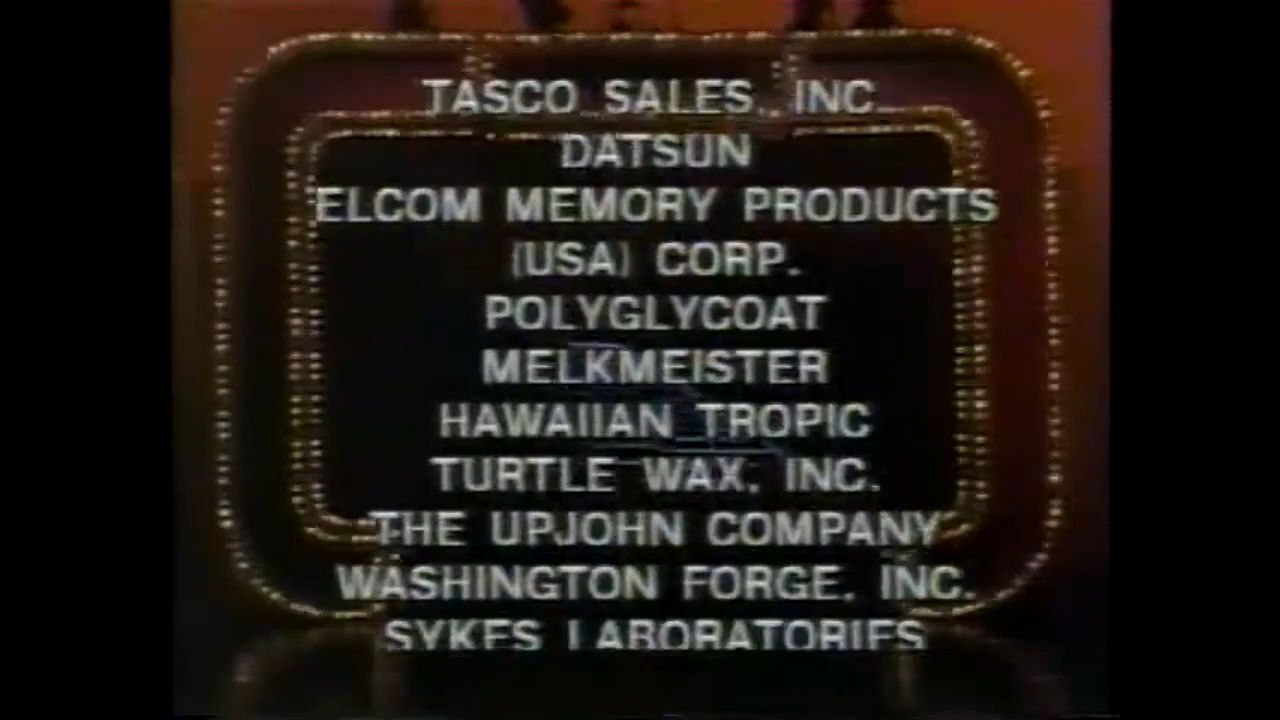 TASCO SALES, INC.
DATSUN
ELCOM MEMORY PRODUCTS
(USA) CORP.
POLYGLYCOAT
MELKMEISTER
HAWAIIAN TROPIC
TURTLE WAX, INC.
THE UPJOHN COMPANY
WASHINGTON FORGE, INC.
SYKES LABORATORIES